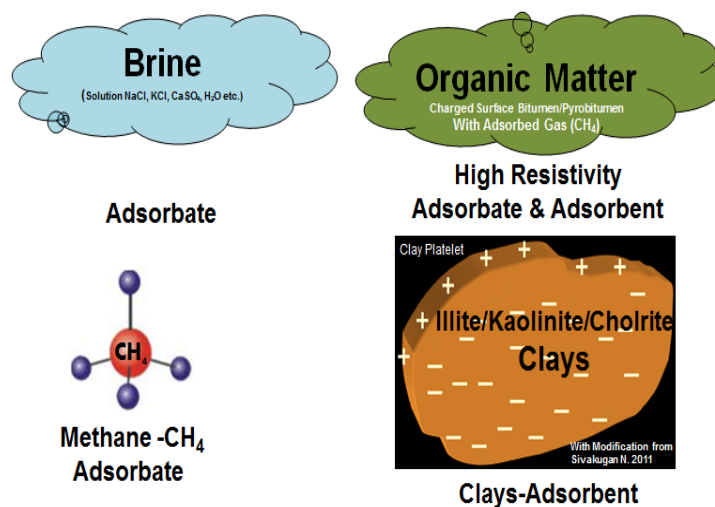 Brine
(Solution NaCl, KCl, CaSO₄, H₂O etc.)
Adsorbate
Organic Matter
Charged Surface Bitumen/Pyrobitumen
With Adsorbed Gas (CH₄)
High Resistivity
Adsorbate & Adsorbent
CH₄
Methane -CH₄
Adsorbate
Clay Platelet
Illite/Kaolinite/Cholrite
Clays
With Modification from
Sivakugan N. 2011
Clays-Adsorbent